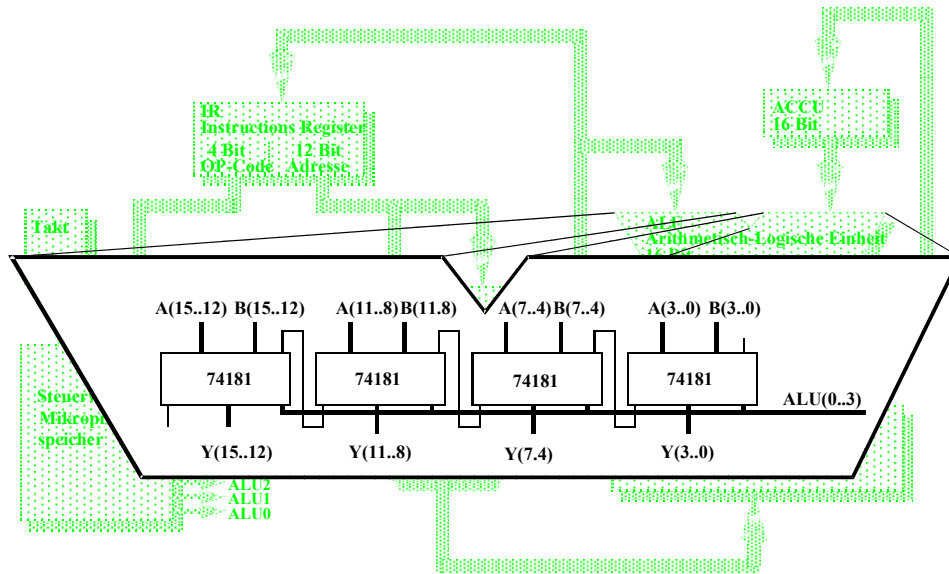 IR
Instructions Register
4 Bit 12 Bit
OP-Code Adresse
ACCU
16 Bit
Takt
Arithmetisch-Logische Einheit
A(15..12) B(15..12) A(11..8) B(11.8) A(7..4) B(7..4) A(3..0) B(3..0)
74181 74181 74181 74181
ALU(0..3)
speicher
Y(15..12) Y(11..8) Y(7.4) Y(3..0)
ALU2
ALU1
ALU0